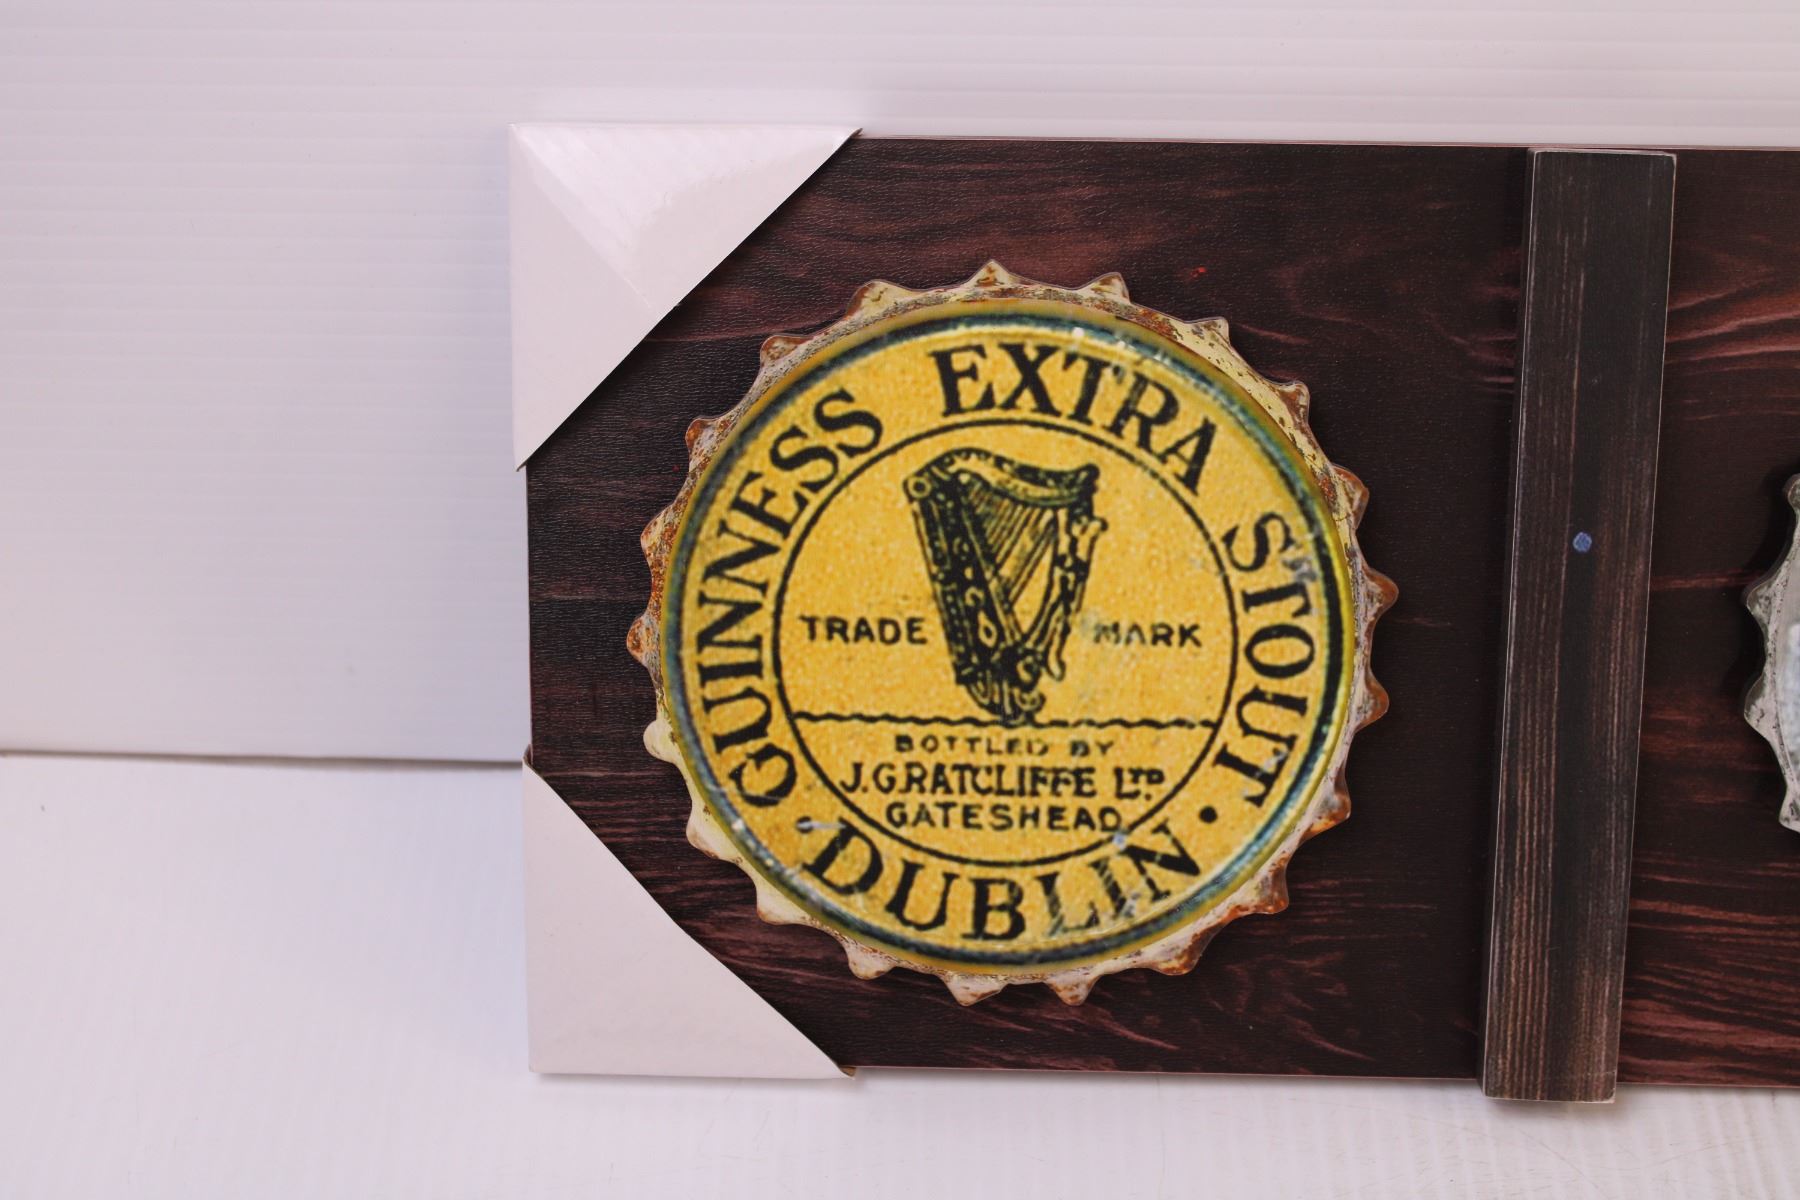 GUINNESS EXTRA STOUT
TRADE MARK
BOTTLED BY
J.G.RATCLIFFE LTD.
GATESHEAD
· DUBLIN ·